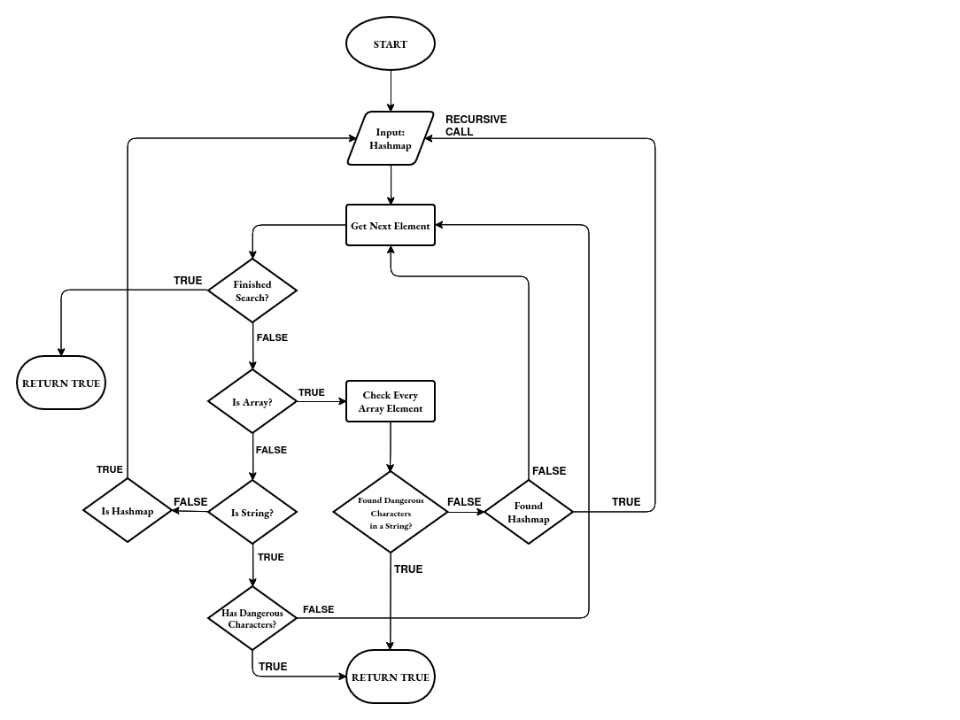 START
Input:
Hashmap
RECURSIVE
CALL
Get Next Element
Finished
Search?
TRUE
FALSE
RETURN TRUE
Is Array?
TRUE
Check Every
Array Element
FALSE
TRUE
Is Hashmap
FALSE
Is String?
Found Dangerous
Characters
in a String?
FALSE
FALSE
Found
Hashmap
TRUE
TRUE
TRUE
Has Dangerous
Characters?
FALSE
TRUE
RETURN TRUE